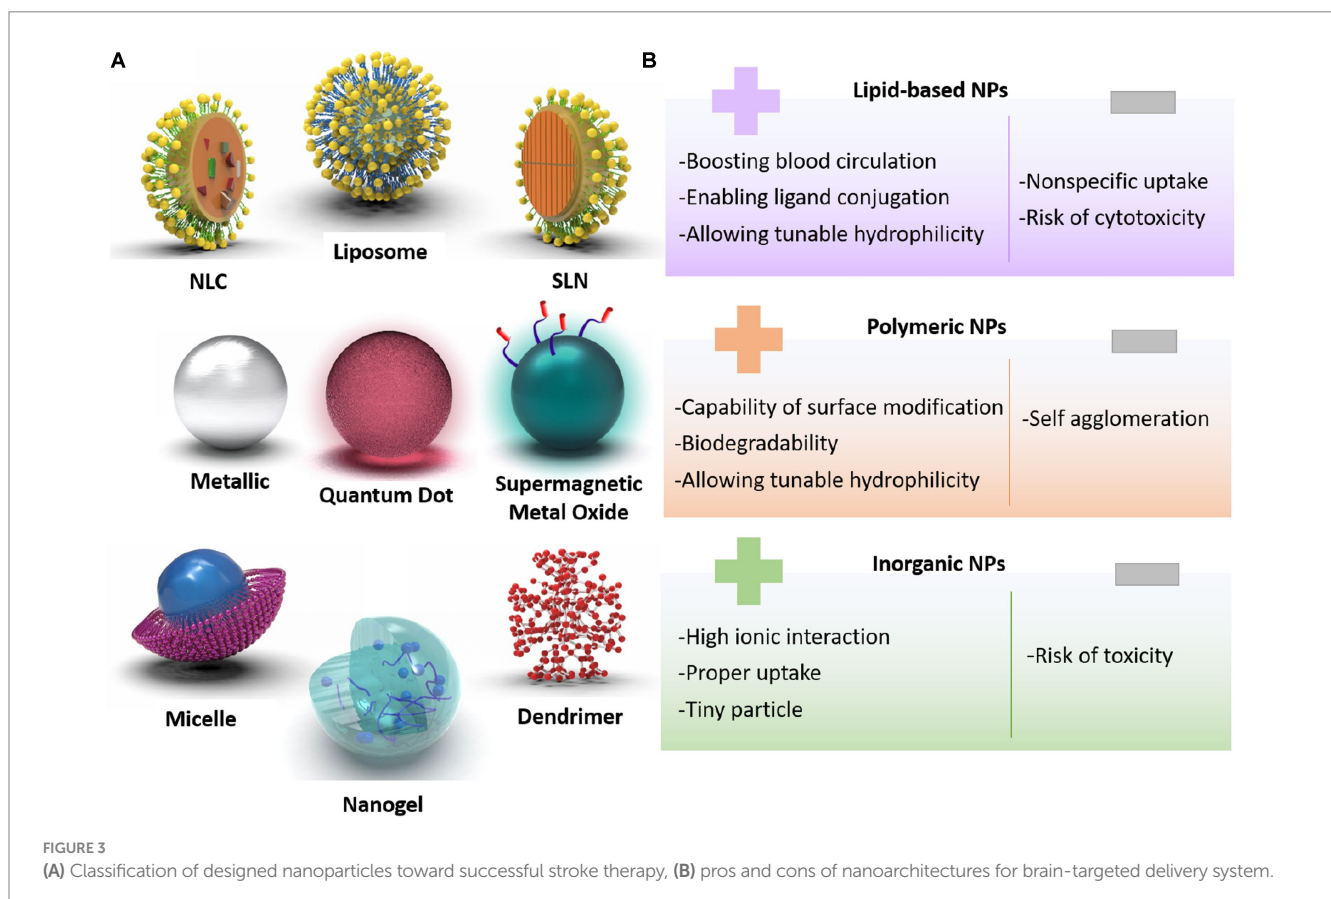 A
Liposome
NLC
SLN
Metallic
Quantum Dot
Supermagnetic
Metal Oxide
Micelle
Nanogel
Dendrimer
B
Lipid-based NPs
-Boosting blood circulation
-Enabling ligand conjugation
-Allowing tunable hydrophilicity
-Nonspecific uptake
-Risk of cytotoxicity
Polymeric NPs
-Capability of surface modification
-Biodegradability
-Allowing tunable hydrophilicity
-Self agglomeration
Inorganic NPs
-High ionic interaction
-Proper uptake
-Tiny particle
-Risk of toxicity
FIGURE 3
(A) Classification of designed nanoparticles toward successful stroke therapy, (B) pros and cons of nanoarchitectures for brain-targeted delivery system.